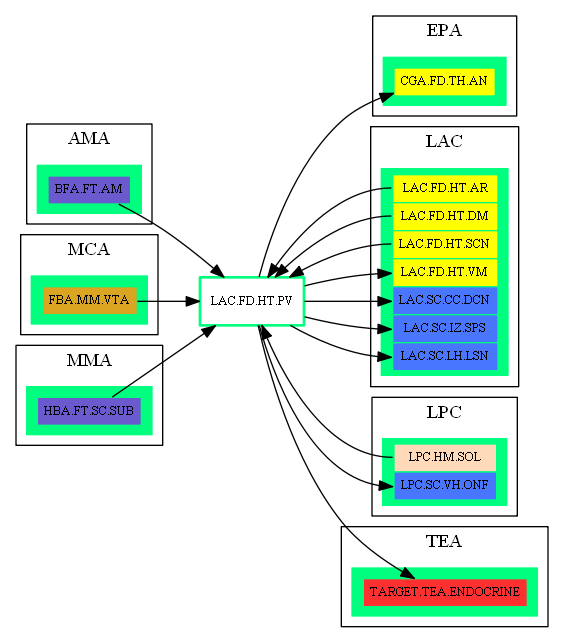 AMA
BFA.FT.AM
MCA
FBA.MM.VTA
MMA
HBA.FT.SC.SUB
LAC.FD.HT.PV
EPA
CGA.FD.TH.AN
LAC
LAC.FD.HT.AR
LAC.FD.HT.DM
LAC.FD.HT.SCN
LAC.FD.HT.VM
LAC.SC.CC.DCN
LAC.SC.IZ.SPS
LAC.SC.LH.LSN
LPC
LPC.HM.SOL
LPC.SC.VH.ONF
TEA
TARGET.TEA.ENDOCRINE